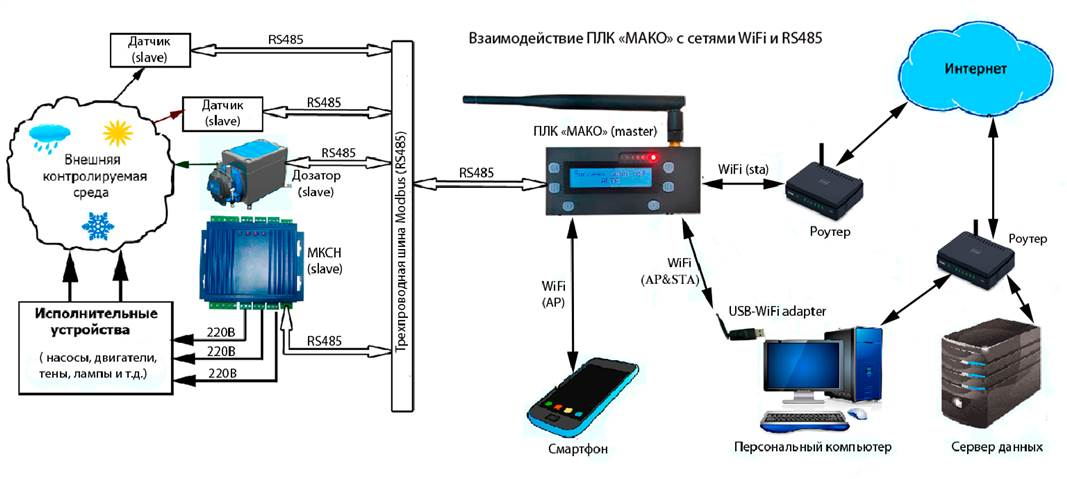 Взаимодействие ПЛК «МАКО» с сетями WiFi и RS485
Датчик
(slave)
RS485
Датчик
(slave)
RS485
Внешняя
контролируемая
среда
Дозатор
(slave)
RS485
МКСН
(slave)
RS485
Исполнительные
устройства
( насосы, двигатели,
тены, лампы и т.д.)
220В
220В
220В
Трехпроводная шина Modbus (RS485)
RS485
ПЛК «МАКО» (master)
WiFi (sta)
Роутер
Интернет
Роутер
WiFi
(AP)
WiFi
(AP&STA)
USB-WiFi adapter
Смартфон
Персональный компьютер
Сервер данных